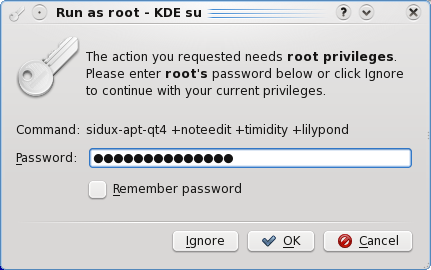 Run as root - KDE su
The action you requested needs root privileges.
Please enter root's password below or click Ignore
to continue with your current privileges.
Command: sidux-apt-qt4 +noteedit +timidity +lilypond
Password: ●●●●●●●●●●●●●●
Remember password
Ignore OK Cancel